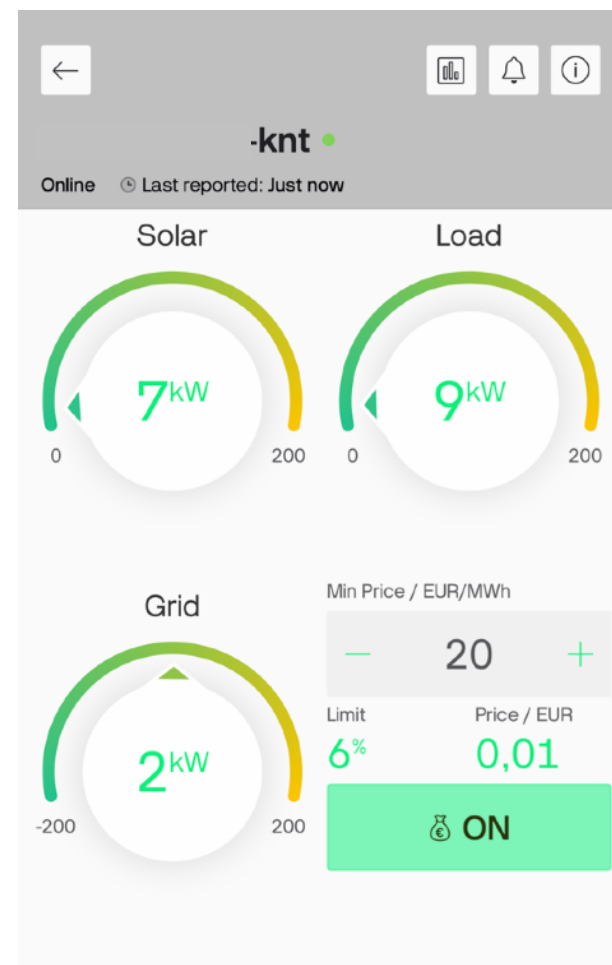 -knt
Online Last reported: Just now
Solar Load
7kW 9kW
0 200 0 200
Grid
Min Price / EUR/MWh
− 20 +
Limit Price / EUR
6% 0,01
2kW
-200 200
ON